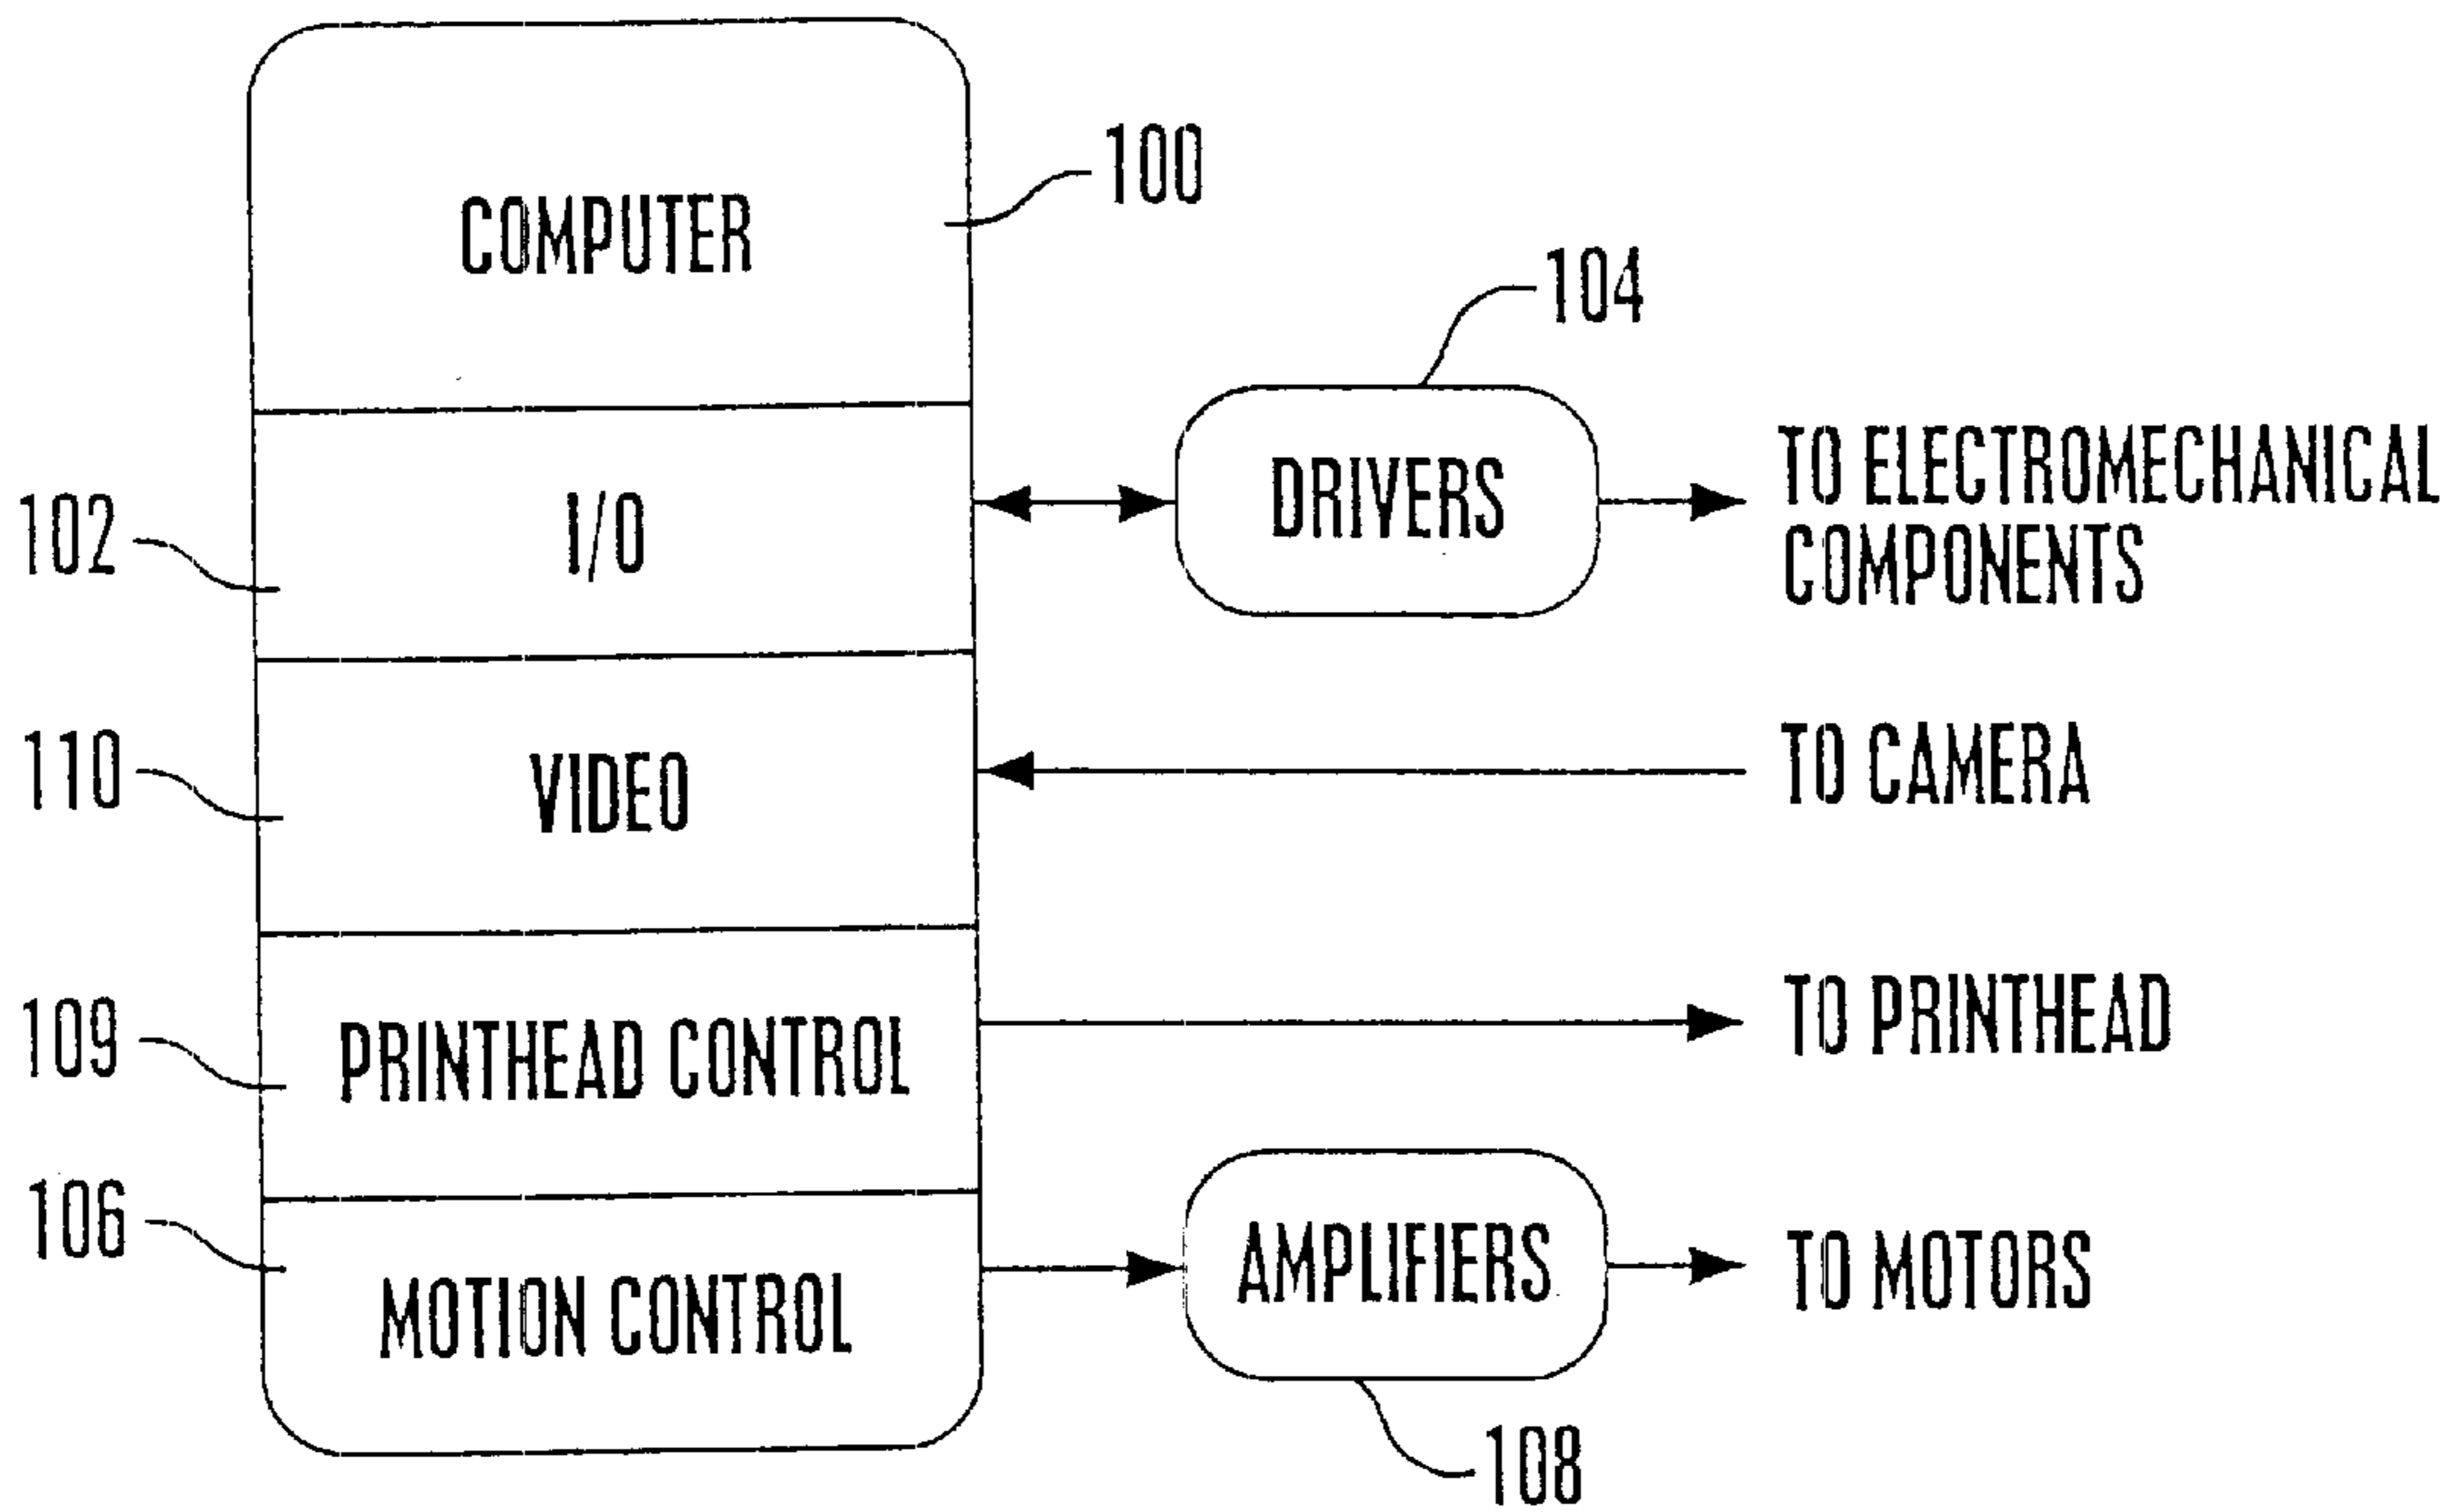 COMPUTER
100
104
I/O
102
DRIVERS
TO ELECTROMECHANICAL
COMPONENTS
110
VIDEO
TO CAMERA
109
PRINTHEAD CONTROL
TO PRINTHEAD
106
MOTION CONTROL
AMPLIFIERS
TO MOTORS
108